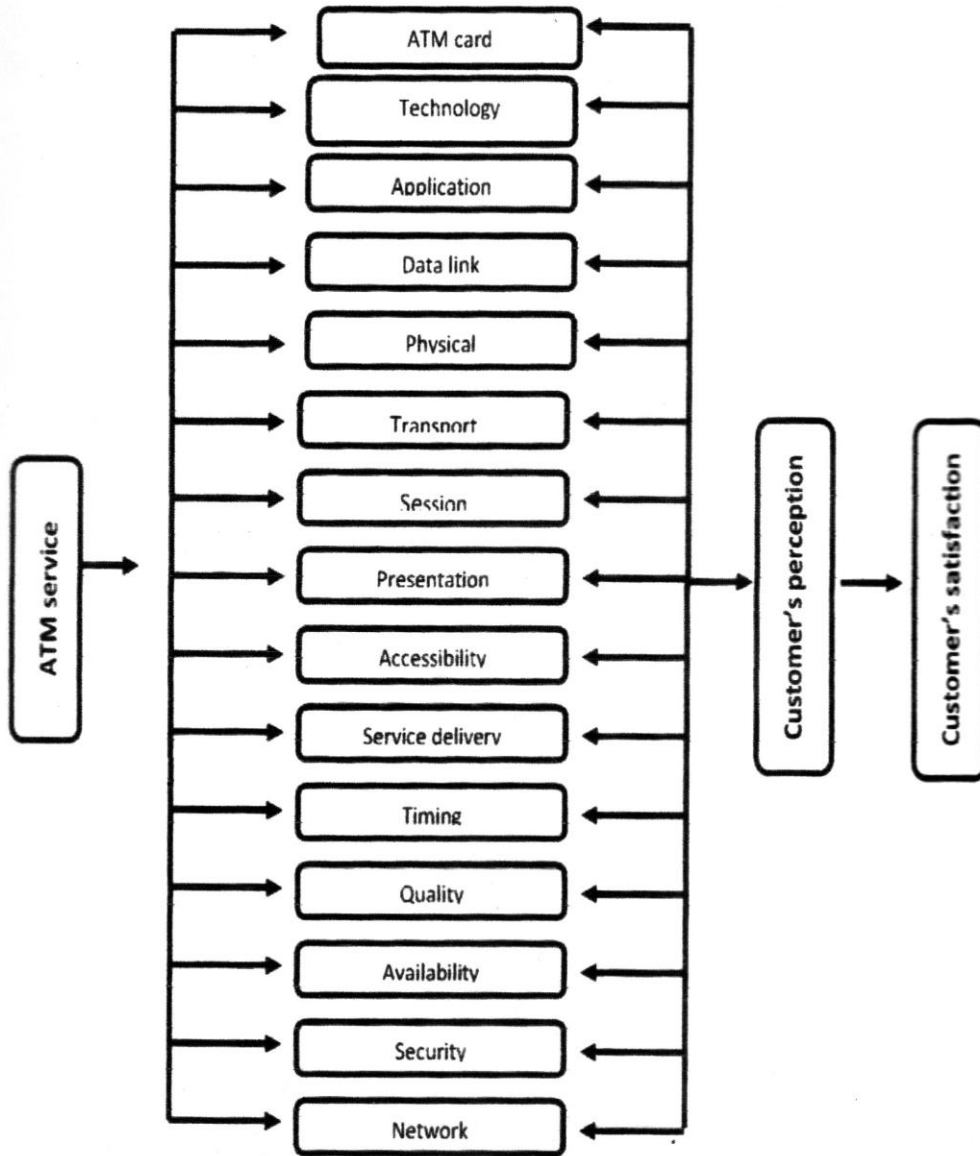 ATM card
Technology
Application
Data link
Physical
Transport
Session
Presentation
Accessibility
Service delivery
Timing
Quality
Availability
Security
Network
ATM service
Customer's perception
Customer's satisfaction